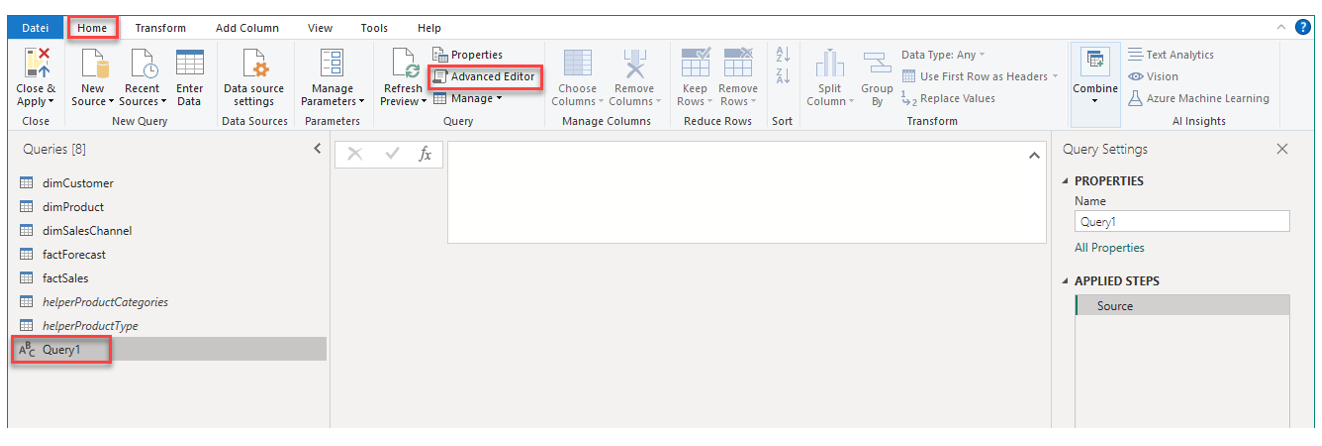 Datei Home Transform Add Column View Tools Help
Properties
Advanced Editor
Manage
Close & Apply
New Source
Recent Sources
Enter Data
Data source settings
Manage Parameters
Refresh Preview
Choose Columns
Remove Columns
Keep Rows
Remove Rows
Split Column
Group By
Data Type: Any
Use First Row as Headers
Replace Values
Combine
Text Analytics
Vision
Azure Machine Learning
Close New Query Data Sources Parameters Query Manage Columns Reduce Rows Sort Transform AI Insights
Queries [8]
fx
dimCustomer
dimProduct
dimSalesChannel
factForecast
factSales
helperProductCategories
helperProductType
ABC Query1
Query Settings
PROPERTIES
Name
Query1
All Properties
APPLIED STEPS
Source